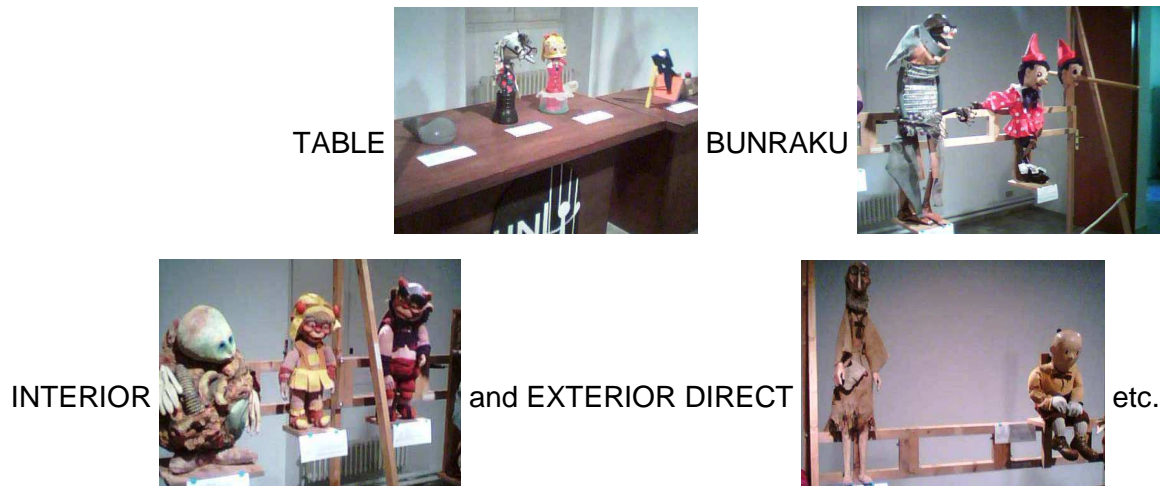 TABLE BUNRAKU
INTERIOR and EXTERIOR DIRECT etc.